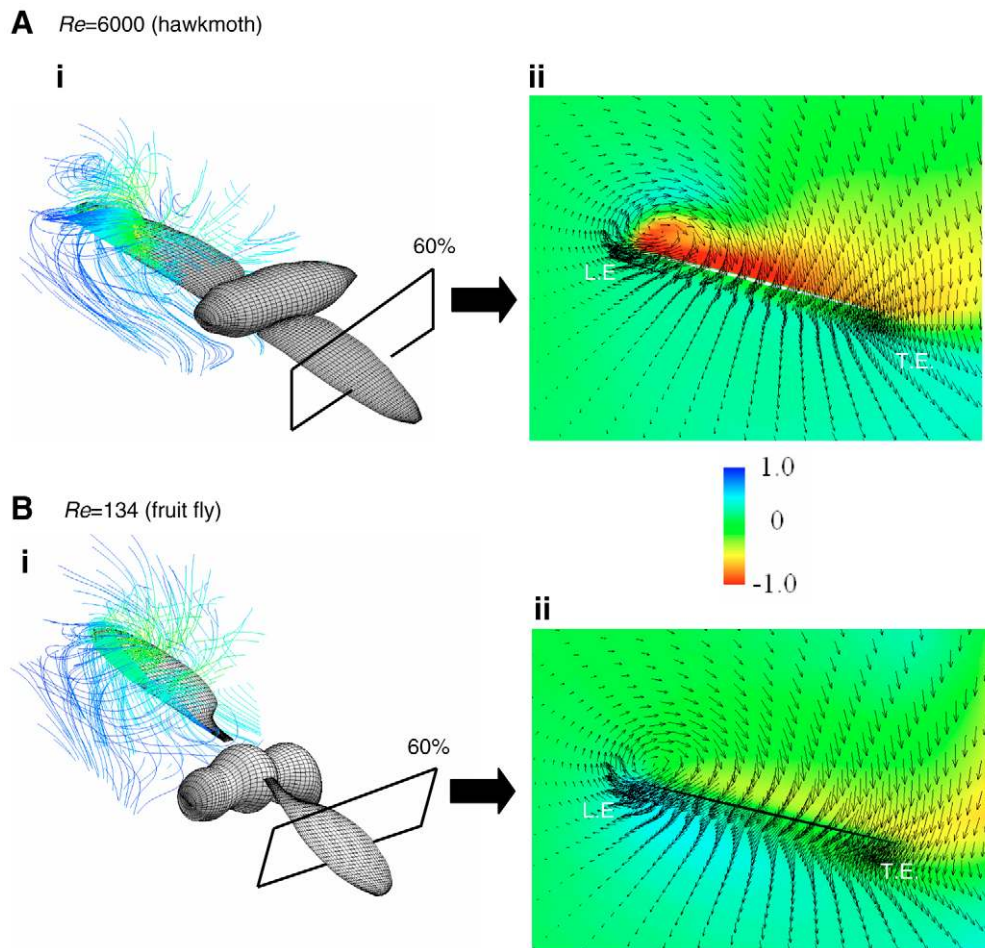 A Re=6000 (hawkmoth)
i
ii
60%
L.E
T.E.
1.0
0
-1.0
B Re=134 (fruit fly)
i
ii
60%
L.E
T.E.